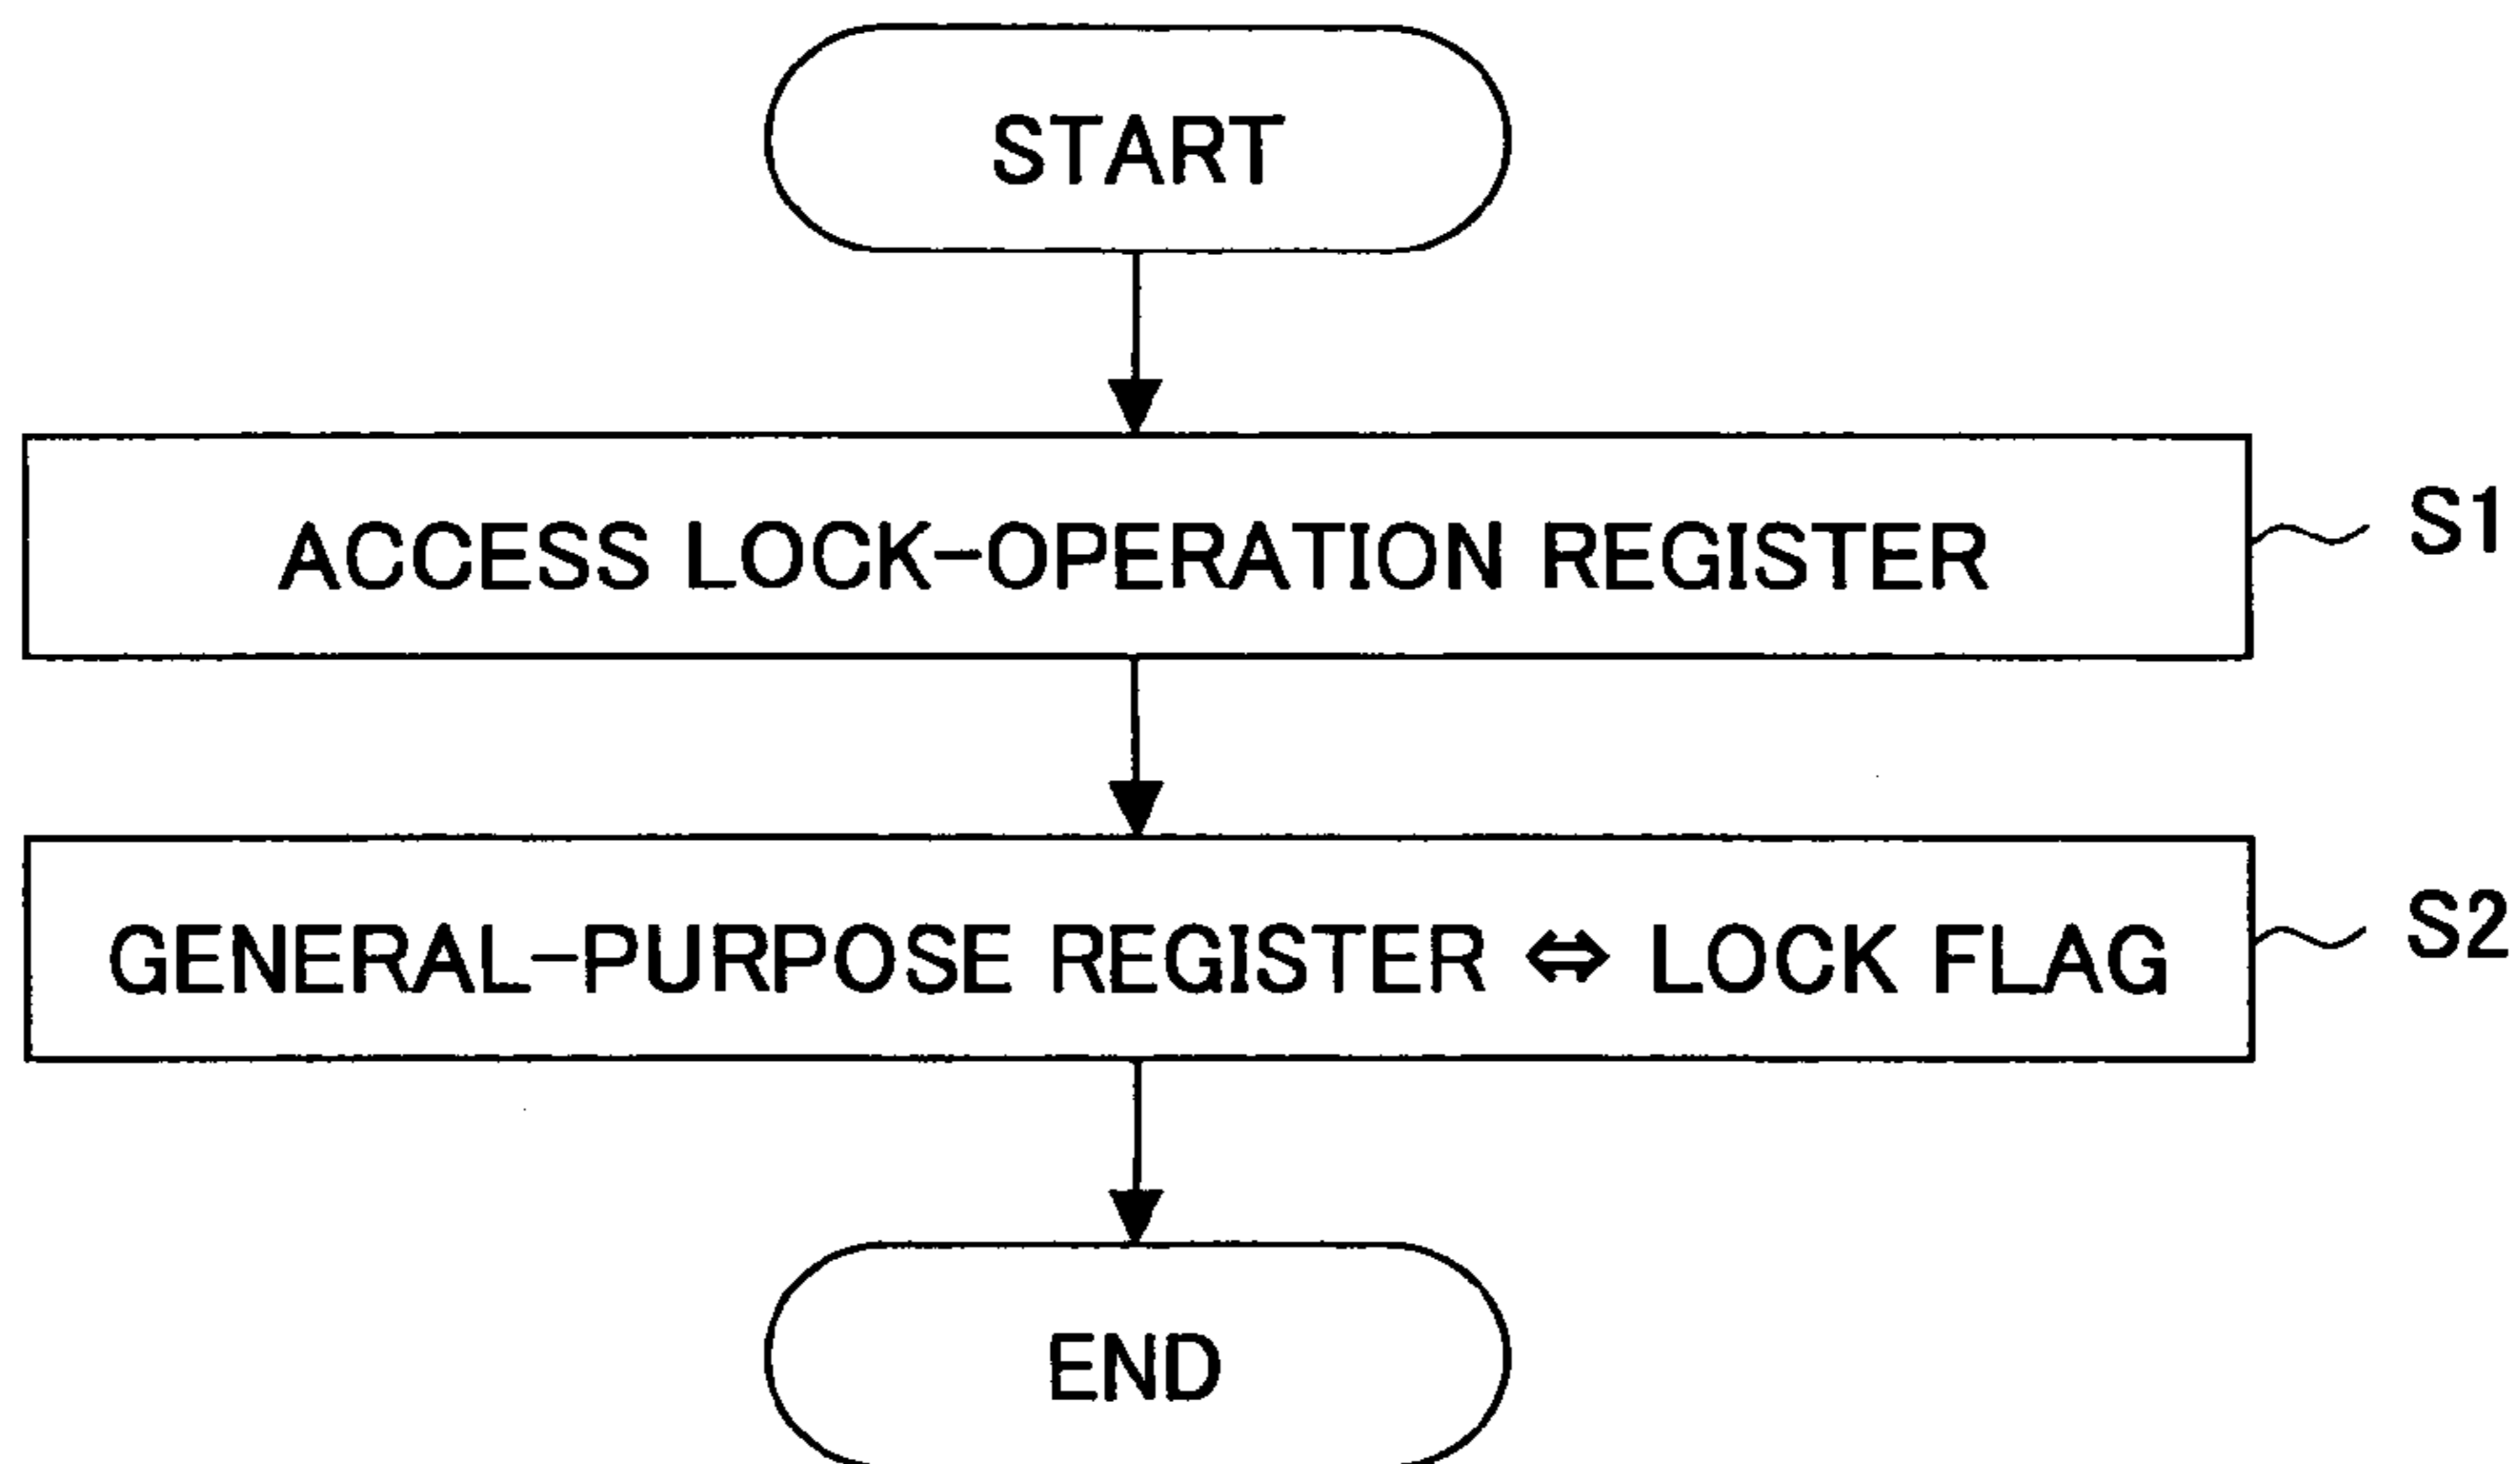 START
ACCESS LOCK-OPERATION REGISTER
S1
GENERAL-PURPOSE REGISTER ⇔ LOCK FLAG
S2
END